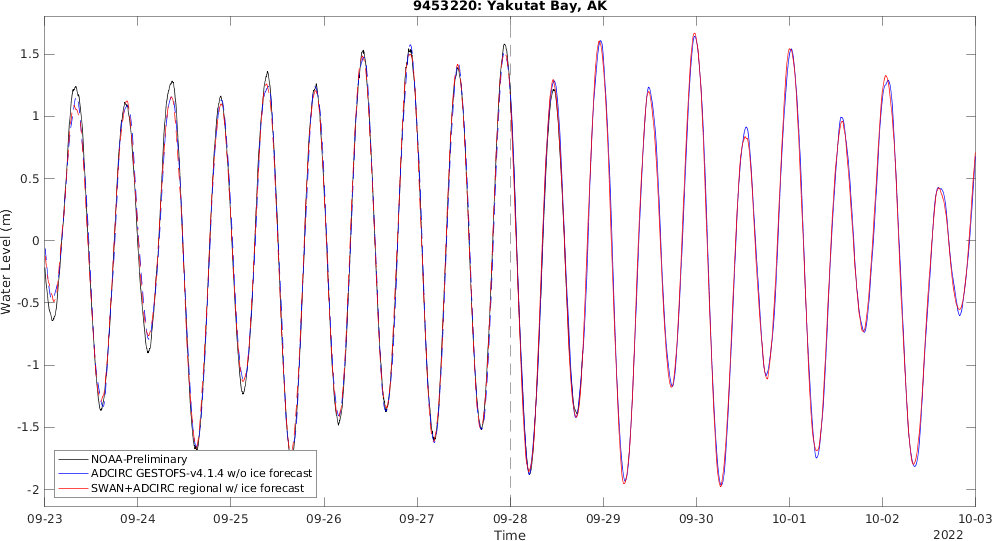 9453220: Yakutat Bay, AK
Water Level (m)
1.5
1
0.5
0
-0.5
-1
-1.5
-2
NOAA-Preliminary
ADCIRC GESTOFS-v4.1.4 w/o ice forecast
SWAN+ADCIRC regional w/ ice forecast
09-23 09-24 09-25 09-26 09-27 09-28 09-29 09-30 10-01 10-02 10-03
Time
2022